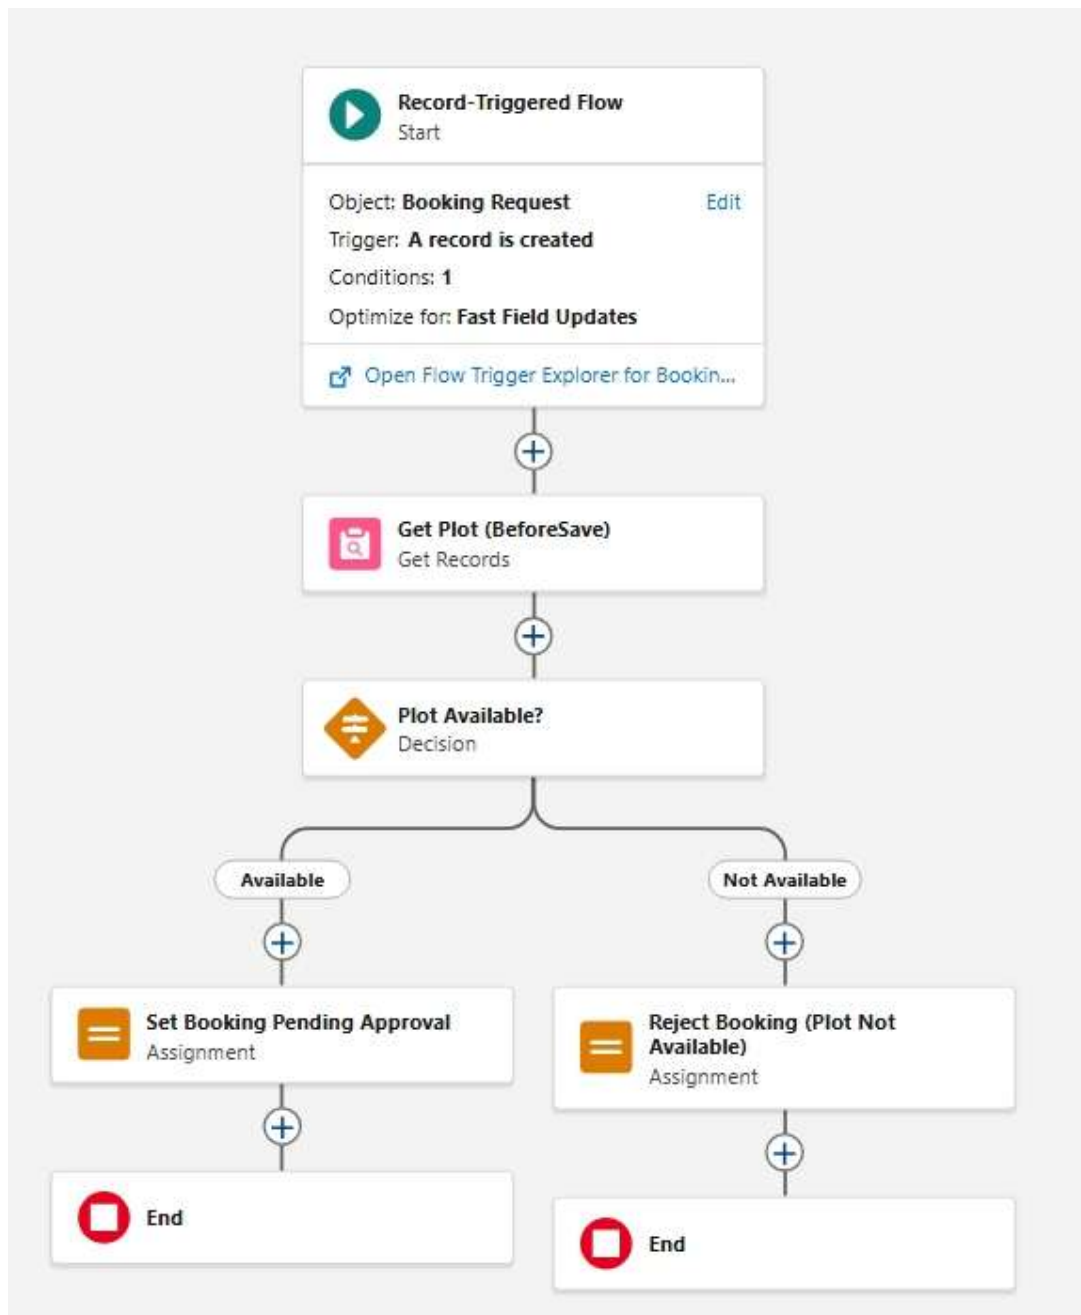 Record-Triggered Flow
Start
Object: Booking Request
Edit
Trigger: A record is created
Conditions: 1
Optimize for: Fast Field Updates
Open Flow Trigger Explorer for Bookin...
Get Plot (BeforeSave)
Get Records
Plot Available?
Decision
Available
Not Available
Set Booking Pending Approval
Assignment
Reject Booking (Plot Not
Available)
Assignment
End
End